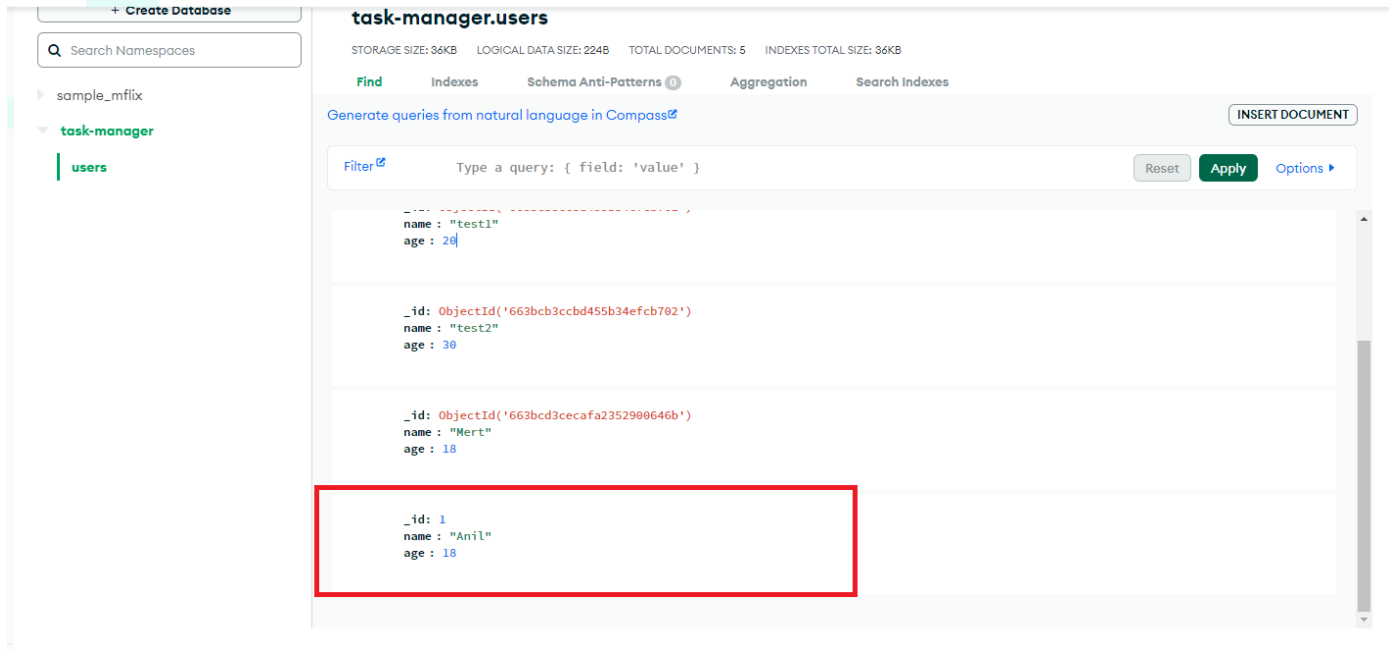 + Create Database
Search Namespaces
sample_mflix
task-manager
users
task-manager.users
STORAGE SIZE: 36KB LOGICAL DATA SIZE: 224B TOTAL DOCUMENTS: 5 INDEXES TOTAL SIZE: 36KB
Find Indexes Schema Anti-Patterns 0 Aggregation Search Indexes
Generate queries from natural language in Compass
INSERT DOCUMENT
Filter Type a query: { field: 'value' } Reset Apply Options
name : "test1"
age : 20
_id: ObjectId('663bcb3ccbd455b34efcb702')
name : "test2"
age : 30
_id: ObjectId('663bcd3cecafa2352900646b')
name : "Mert"
age : 18
_id: 1
name : "Anil"
age : 18